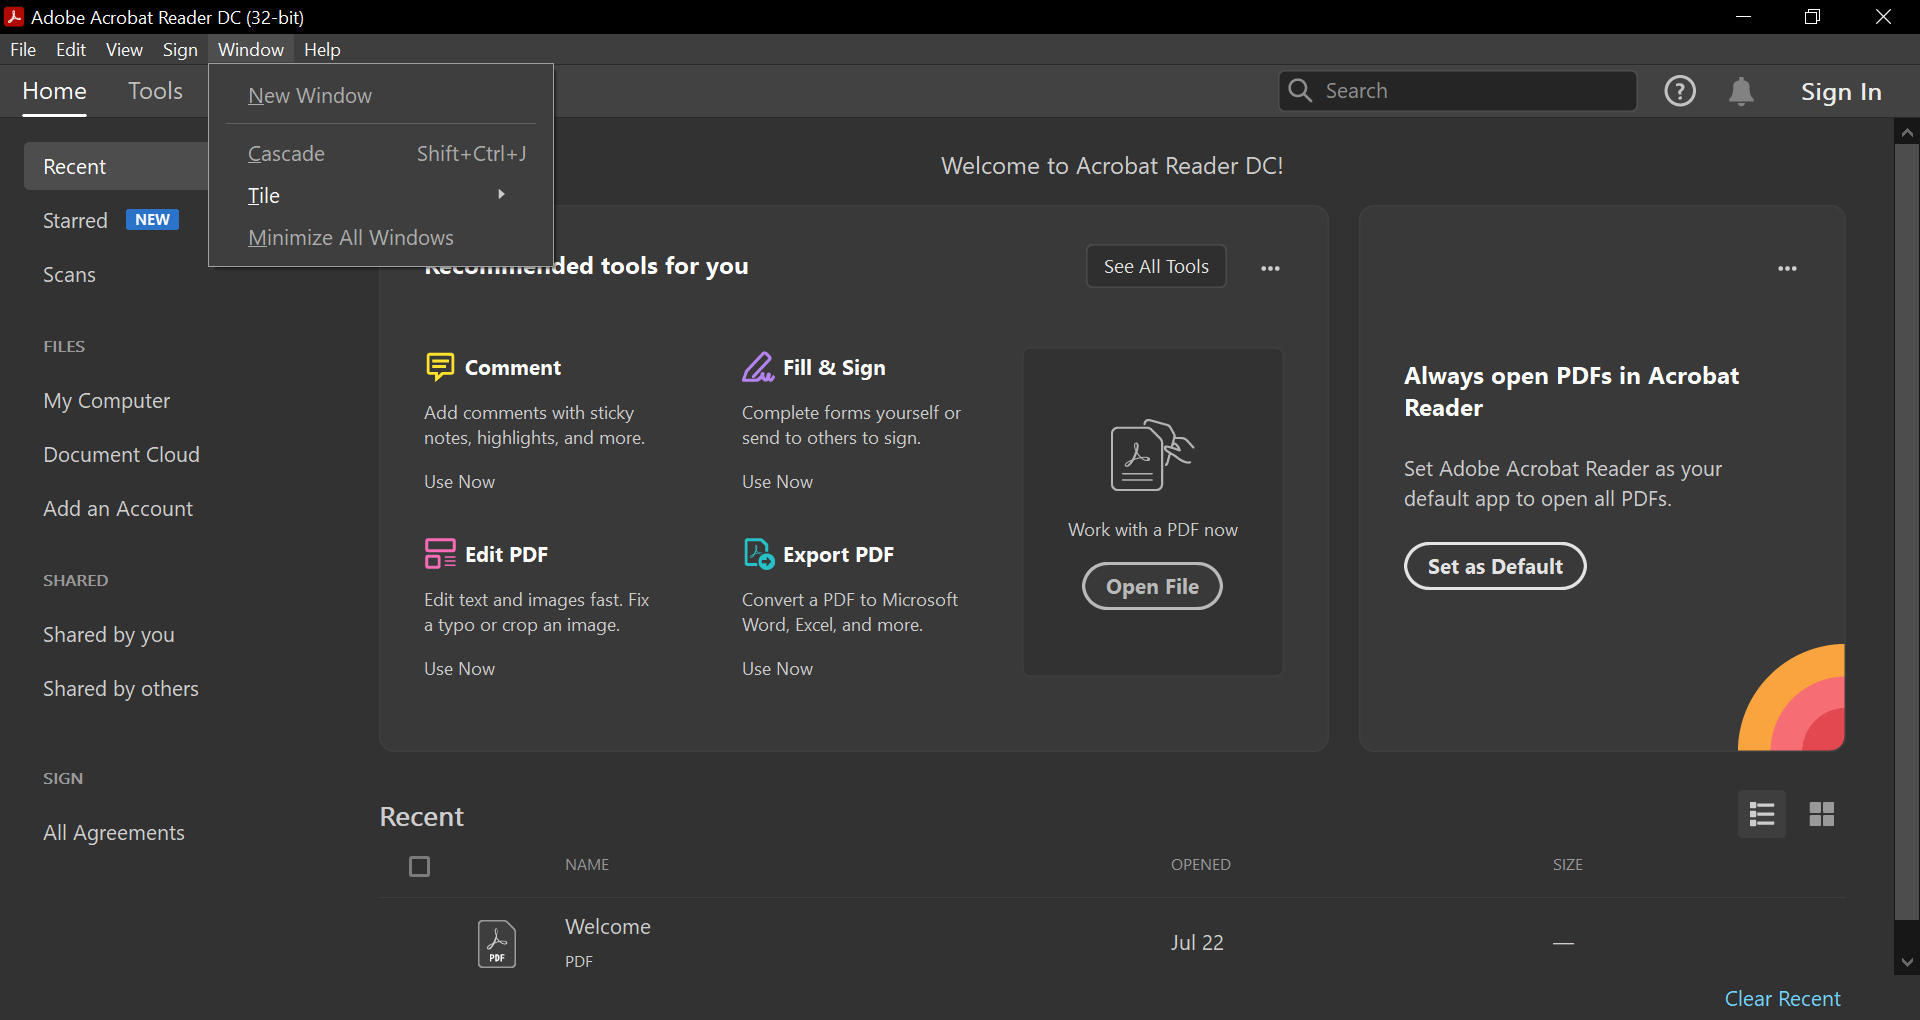 Adobe Acrobat Reader DC (32-bit)
File Edit View Sign Window Help
Home Tools
Search
Sign In
New Window
Cascade Shift+Ctrl+J
Tile
Minimize All Windows
Recent
Starred NEW
Scans
FILES
My Computer
Document Cloud
Add an Account
SHARED
Shared by you
Shared by others
SIGN
All Agreements
Welcome to Acrobat Reader DC!
Recommended tools for you
See All Tools
Comment
Add comments with sticky
notes, highlights, and more.
Use Now
Fill & Sign
Complete forms yourself or
send to others to sign.
Use Now
Edit PDF
Edit text and images fast. Fix
a typo or crop an image.
Use Now
Export PDF
Convert a PDF to Microsoft
Word, Excel, and more.
Use Now
Work with a PDF now
Open File
Always open PDFs in Acrobat
Reader
Set Adobe Acrobat Reader as your
default app to open all PDFs.
Set as Default
Recent
NAME OPENED SIZE
PDF
Welcome
PDF
Jul 22 —
Clear Recent